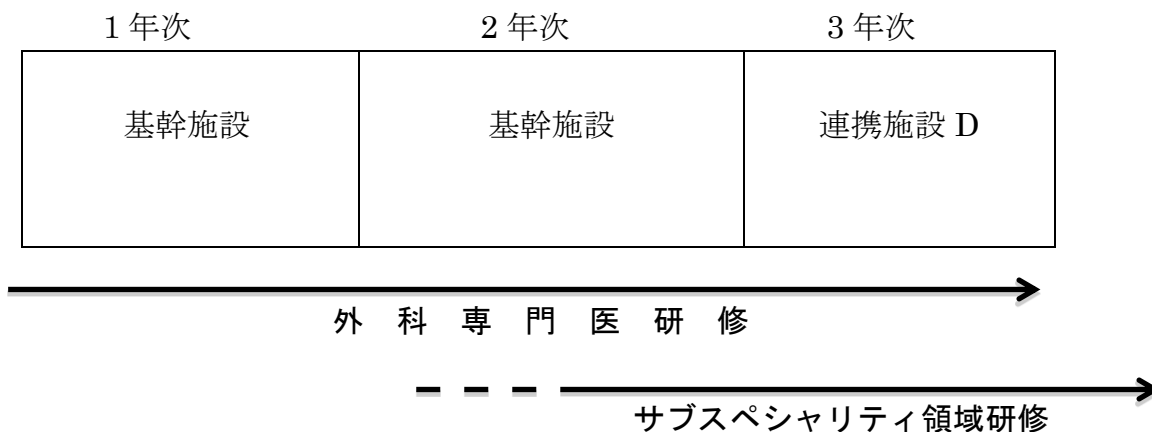 1 年次 2 年次 3 年次
基幹施設 基幹施設 連携施設 D
外 科 専 門 医 研 修
サブスペシャリティ領域研修